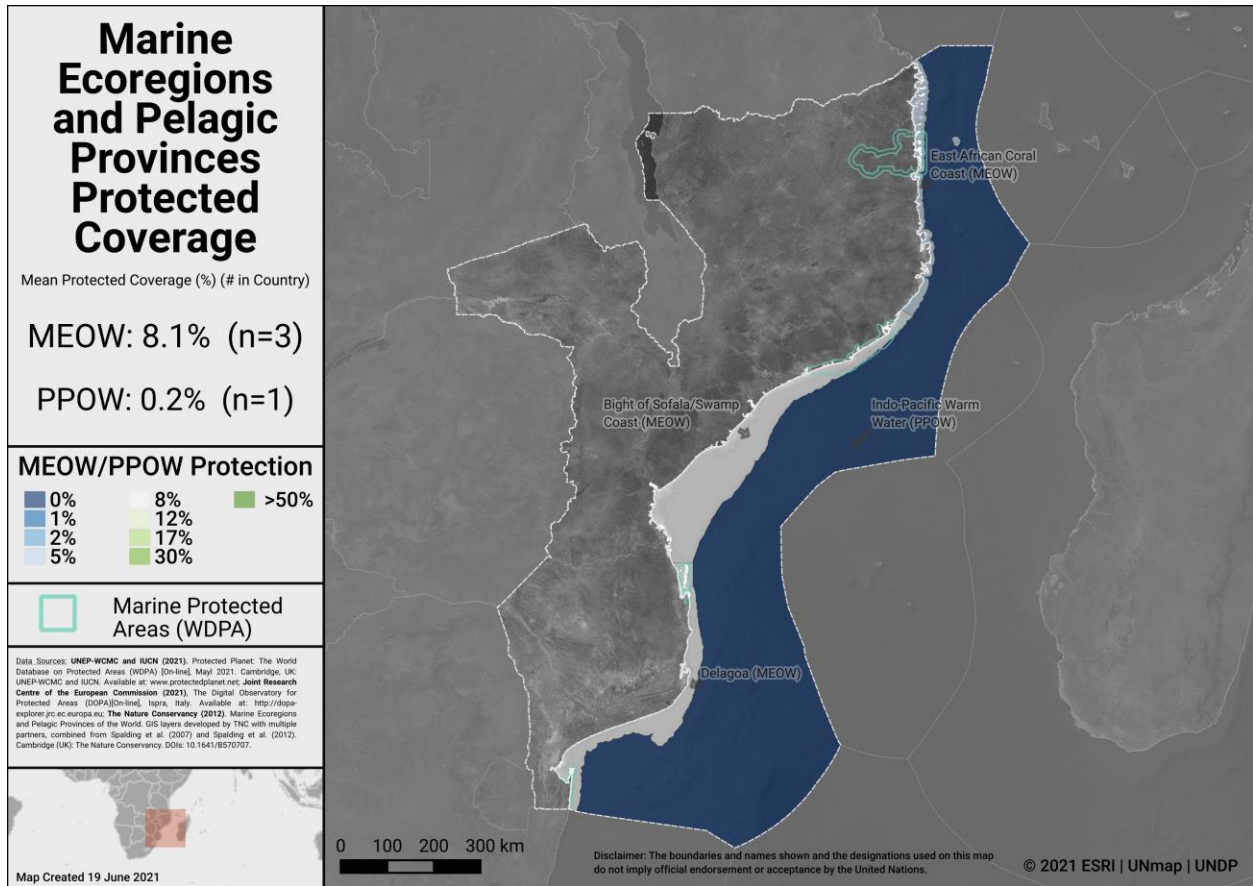 Marine
Ecoregions
and Pelagic
Provinces
Protected
Coverage
Mean Protected Coverage (%) (# in Country)
MEOW: 8.1% (n=3)
PPOW: 0.2% (n=1)
MEOW/PPOW Protection
0%
1%
2%
5%
8%
12%
17%
30%
>50%
Marine Protected
Areas (WDPA)
Data Sources: UNEP-WCMC and IUCN (2021). Protected Planet: The World
Database on Protected Areas (WDPA) [On-line], Mayl 2021. Cambridge, UK:
UNEP-WCMC and IUCN. Available at: www.protectedplanet.net; Joint Research
Centre of the European Commission (2021), The Digital Observatory for
Protected Areas (DOPA)[On-line], Ispra, Italy. Available at: http://dopa-
explorer.jrc.ec.europa.eu; The Nature Conservancy (2012). Marine Ecoregions
and Pelagic Provinces of the World. GIS layers developed by TNC with multiple
partners, combined from Spalding et al. (2007) and Spalding et al. (2012).
Cambridge (UK): The Nature Conservancy. DOIs: 10.1641/B570707.
Map Created 19 June 2021
East African Coral
Coast (MEOW)
Bight of Sofala/Swamp
Coast (MEOW)
Indo-Pacific Warm
Water (PPOW)
Delagoa (MEOW)
0 100 200 300 km
Disclaimer: The boundaries and names shown and the designations used on this map
do not imply official endorsement or acceptance by the United Nations.
© 2021 ESRI | UNmap | UNDP